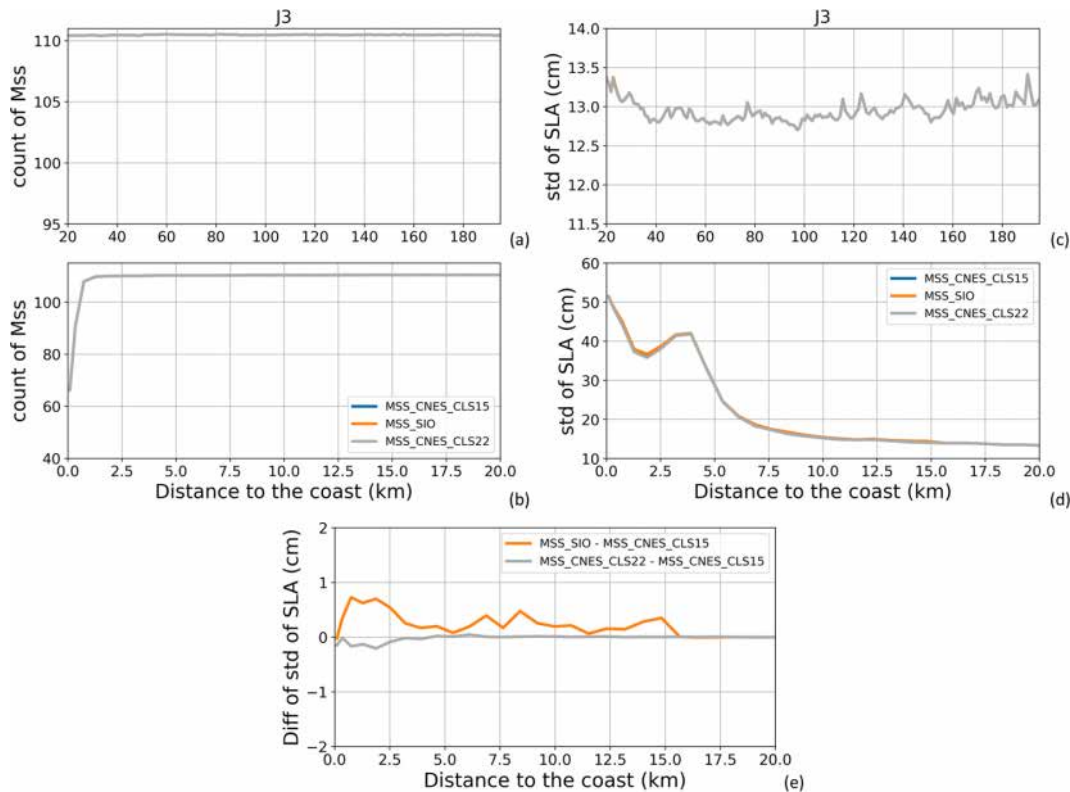 J3
count of Mss
110
105
100
95
20 40 60 80 100 120 140 160 180
(a)
J3
std of SLA (cm)
14.0
13.5
13.0
12.5
12.0
11.5
20 40 60 80 100 120 140 160 180
(c)
count of Mss
100
80
60
40
MSS_CNES_CLS15
MSS_SIO
MSS_CNES_CLS22
0.0 2.5 5.0 7.5 10.0 12.5 15.0 17.5 20.0
Distance to the coast (km)
(b)
std of SLA (cm)
60
50
40
30
20
10
MSS_CNES_CLS15
MSS_SIO
MSS_CNES_CLS22
0.0 2.5 5.0 7.5 10.0 12.5 15.0 17.5 20.0
Distance to the coast (km)
(d)
Diff of std of SLA (cm)
2
1
0
−1
−2
MSS_SIO - MSS_CNES_CLS15
MSS_CNES_CLS22 - MSS_CNES_CLS15
0.0 2.5 5.0 7.5 10.0 12.5 15.0 17.5 20.0
Distance to the coast (km)
(e)